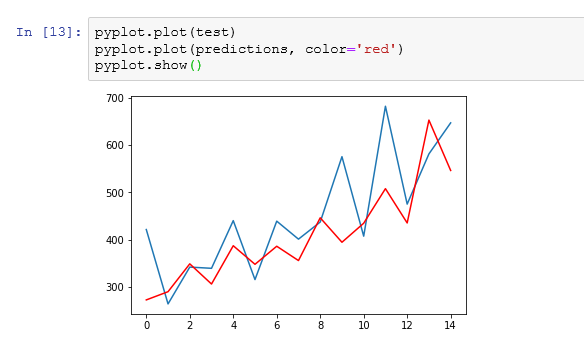 In [13]: pyplot.plot(test)
pyplot.plot(predictions, color='red')
pyplot.show()
700
600
500
400
300
0 2 4 6 8 10 12 14